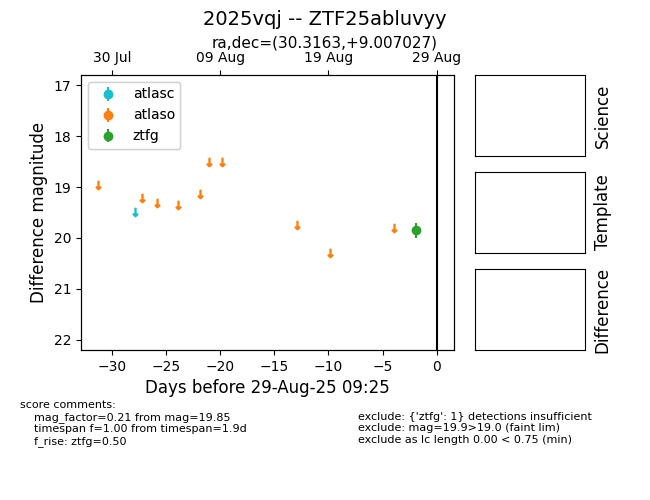 2025vqj -- ZTF25abluvyy
ra,dec=(30.3163,+9.007027)
30 Jul 09 Aug 19 Aug 29 Aug
17
18
19
20
21
22
Difference magnitude
atlasc
atlaso
ztfg
−30 −25 −20 −15 −10 −5 0
Days before 29-Aug-25 09:25
Science
Template
Difference
score comments:
mag_factor=0.21 from mag=19.85
timespan f=1.00 from timespan=1.9d
f_rise: ztfg=0.50
exclude: {'ztfg': 1} detections insufficient
exclude: mag=19.9>19.0 (faint lim)
exclude as lc length 0.00 < 0.75 (min)